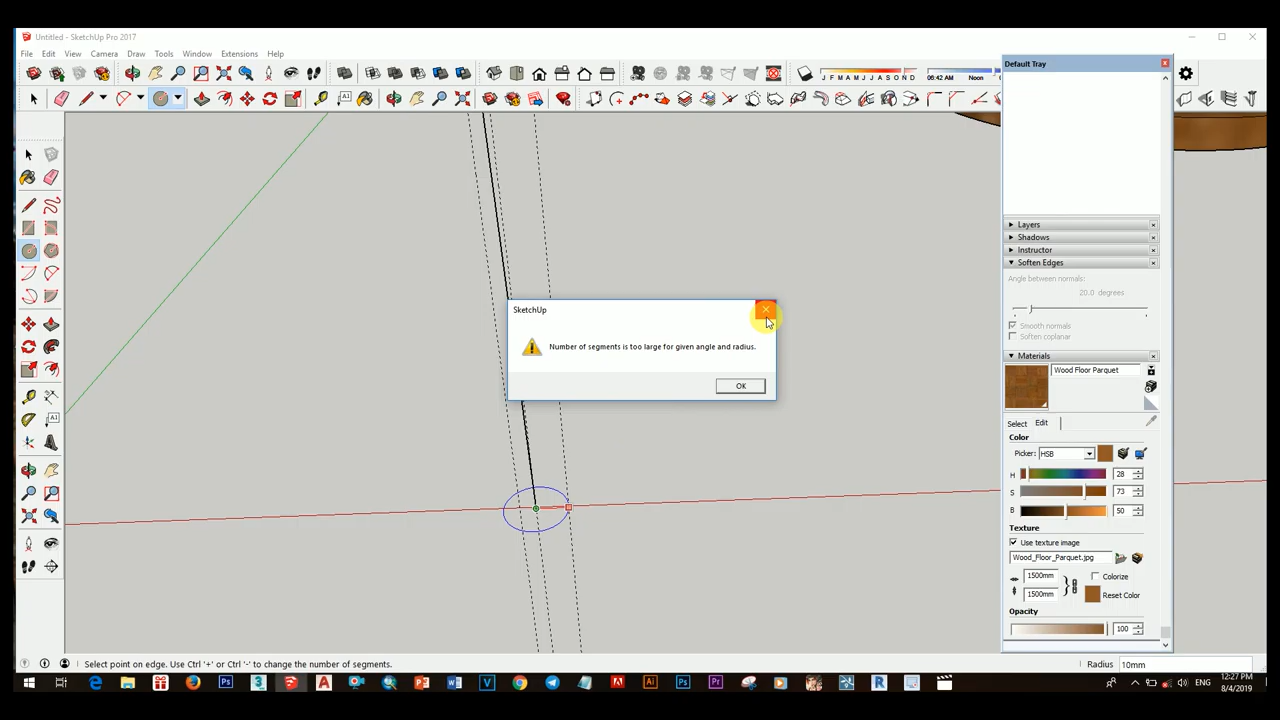 Untitled - SketchUp Pro 2017
File Edit View Camera Draw Tools Window Extensions Help
J F M A M J J A S O N D 06:42 AM Noon
Default Tray
Layers
Shadows
Instructor
Soften Edges
Angle between normals:
20.0 degrees
Smooth normals
Soften coplanar
SketchUp
Number of segments is too large for given angle and radius.
OK
Materials
Wood Floor Parquet
Select Edit
Color
Picker: HSB
H 28
S 73
B 50
Texture
Use texture image
Wood_Floor_Parquet.jpg
1500mm Colorize
1500mm Reset Color
Opacity
100
Select point on edge. Use Ctrl '+' or Ctrl '-' to change the number of segments. Radius 10mm
12:27 PM
8/4/2019